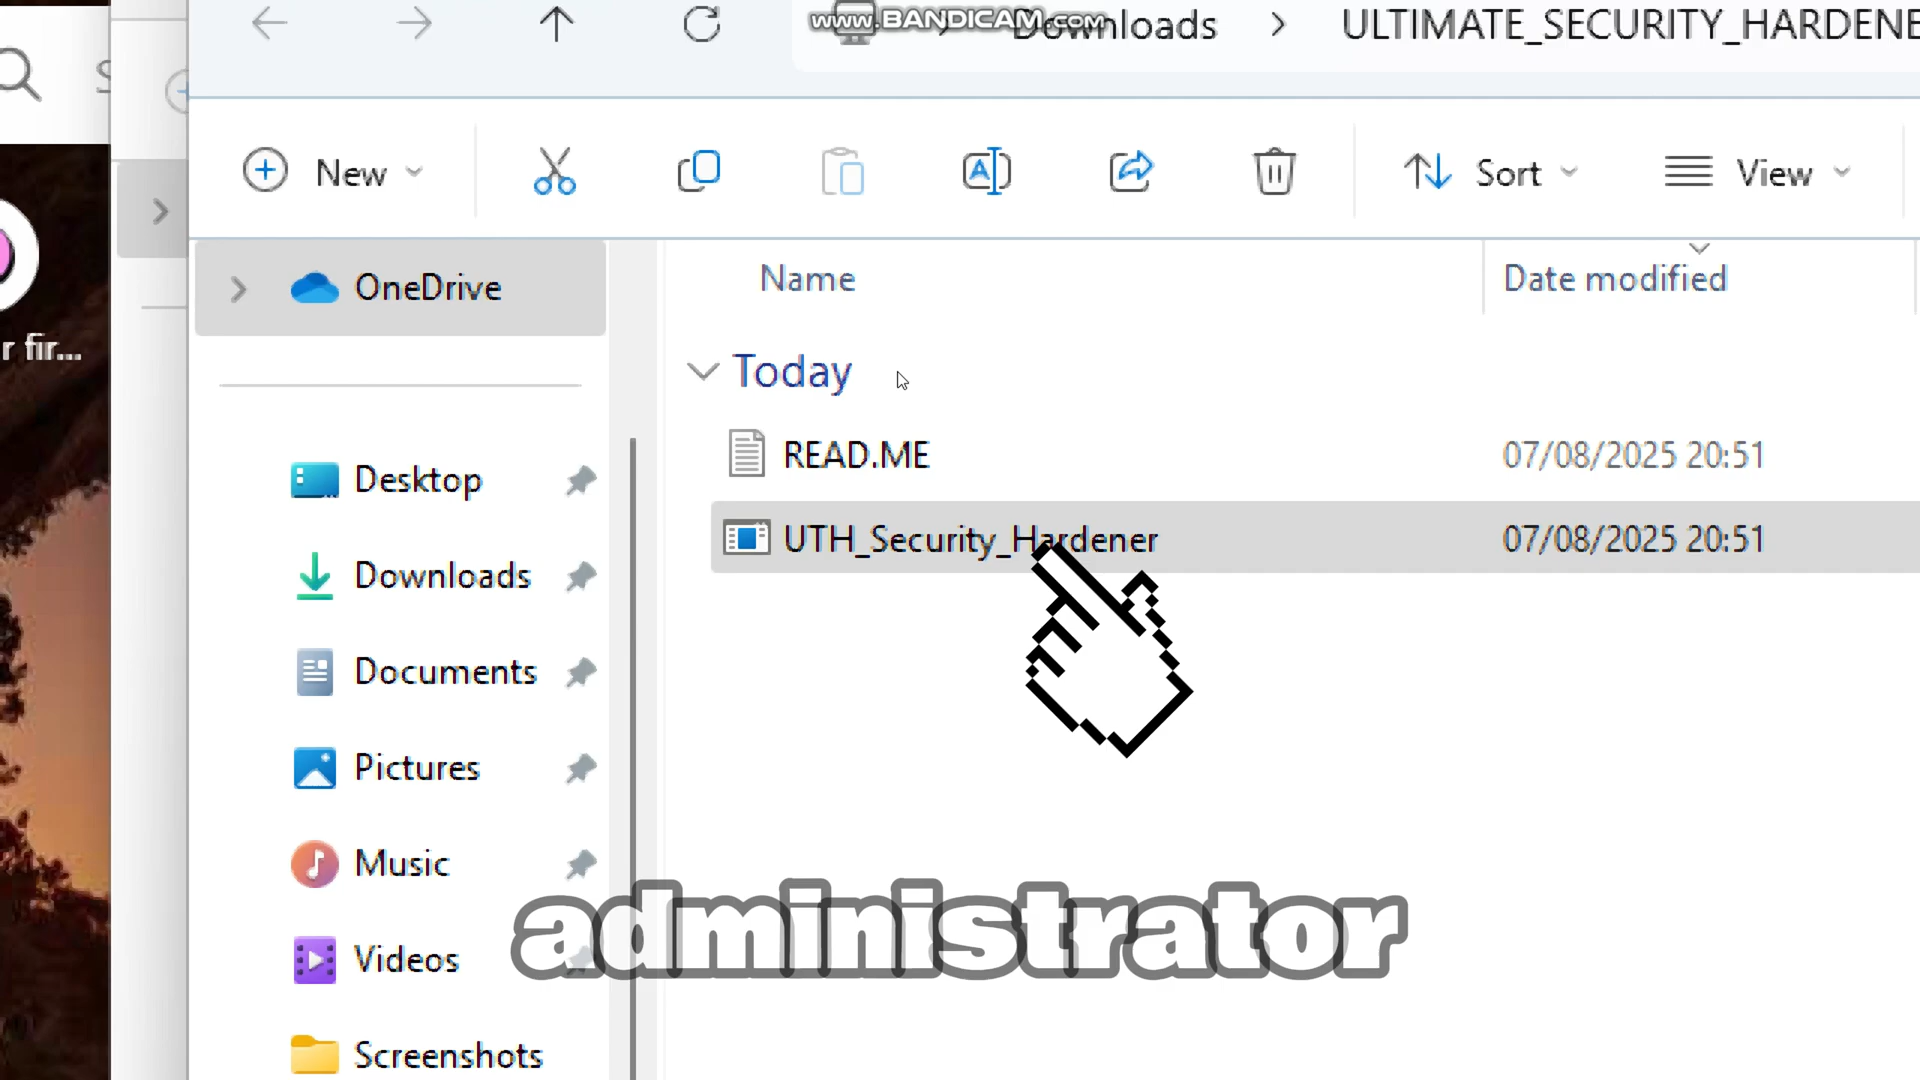 www.BANDICAM.com
Downloads > ULTIMATE_SECURITY_HARDENE
New
Sort
View
OneDrive
Name
Date modified
r fir...
Today
READ.ME
07/08/2025 20:51
UTH_Security_Hardener
07/08/2025 20:51
Desktop
Downloads
Documents
Pictures
Music
Videos
Screenshots
administrator